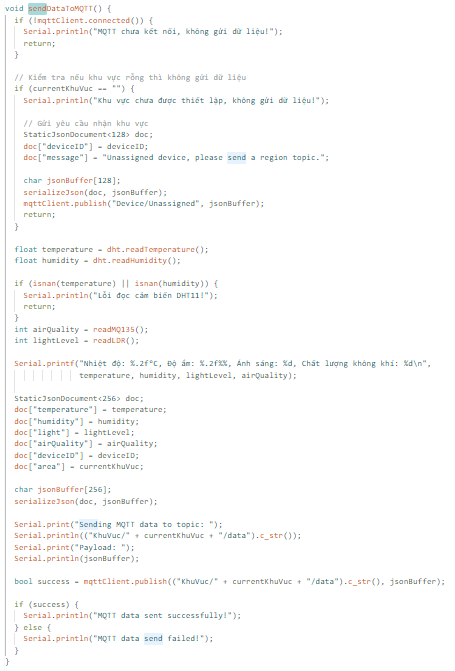 void sendDataToMQTT() {
if (!mqttClient.connected()) {
Serial.println("MQTT chưa kết nối, không gửi dữ liệu!");
return;
}
// Kiểm tra nếu khu vực rỗng thì không gửi dữ liệu
if (currentKhuVuc == "") {
Serial.println("Khu vực chưa được thiết lập, không gửi dữ liệu!");
// Gửi yêu cầu nhận khu vực
StaticJsonDocument<128> doc;
doc["deviceID"] = deviceID;
doc["message"] = "Unassigned device, please send a region topic.";
char jsonBuffer[128];
serializeJson(doc, jsonBuffer);
mqttClient.publish("Device/Unassigned", jsonBuffer);
return;
}
float temperature = dht.readTemperature();
float humidity = dht.readHumidity();
if (isnan(temperature) || isnan(humidity)) {
Serial.println("Lỗi đọc cảm biến DHT11!");
return;
}
int airQuality = readMQ135();
int lightLevel = readLDR();
Serial.printf("Nhiệt độ: %.2f°C, Độ ẩm: %.2f%%, Ánh sáng: %d, Chất lượng không khí: %d\n",
temperature, humidity, lightLevel, airQuality);
StaticJsonDocument<256> doc;
doc["temperature"] = temperature;
doc["humidity"] = humidity;
doc["light"] = lightLevel;
doc["airQuality"] = airQuality;
doc["deviceID"] = deviceID;
doc["area"] = currentKhuVuc;
char jsonBuffer[256];
serializeJson(doc, jsonBuffer);
Serial.print("Sending MQTT data to topic: ");
Serial.println(("KhuVuc/" + currentKhuVuc + "/data").c_str());
Serial.print("Payload: ");
Serial.println(jsonBuffer);
bool success = mqttClient.publish(("KhuVuc/" + currentKhuVuc + "/data").c_str(), jsonBuffer);
if (success) {
Serial.println("MQTT data sent successfully!");
} else {
Serial.println("MQTT data send failed!");
}
}